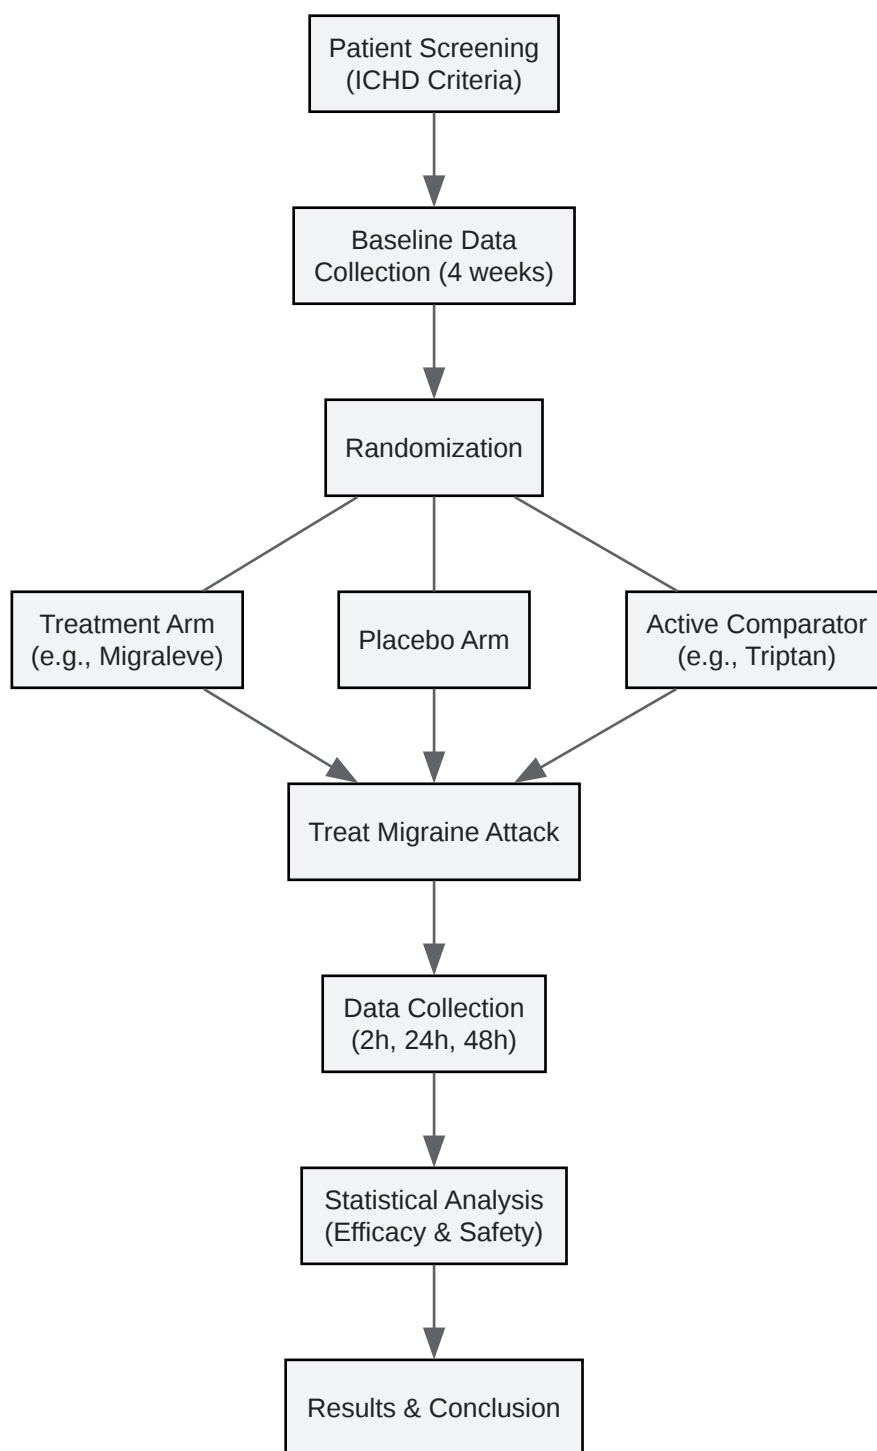 Patient Screening
(ICHD Criteria)
Baseline Data
Collection (4 weeks)
Randomization
Treatment Arm
(e.g., Migraleve)
Placebo Arm
Active Comparator
(e.g., Triptan)
Treat Migraine Attack
Data Collection
(2h, 24h, 48h)
Statistical Analysis
(Efficacy & Safety)
Results & Conclusion